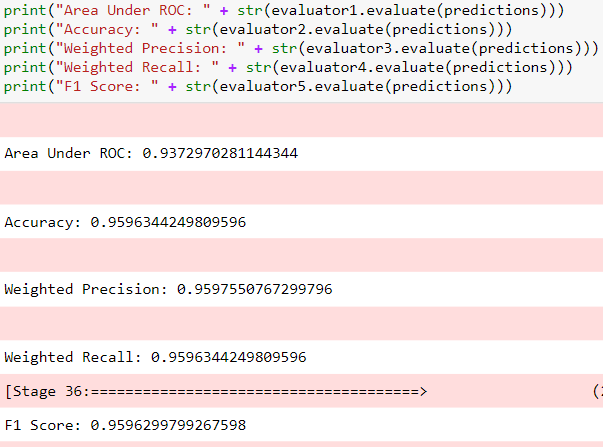 print("Area Under ROC: " + str(evaluator1.evaluate(predictions)))
print("Accuracy: " + str(evaluator2.evaluate(predictions)))
print("Weighted Precision: " + str(evaluator3.evaluate(predictions)))
print("Weighted Recall: " + str(evaluator4.evaluate(predictions)))
print("F1 Score: " + str(evaluator5.evaluate(predictions)))
Area Under ROC: 0.9372970281144344
Accuracy: 0.9596344249809596
Weighted Precision: 0.9597550767299796
Weighted Recall: 0.9596344249809596
[Stage 36:======================================> (
F1 Score: 0.9596299799267598